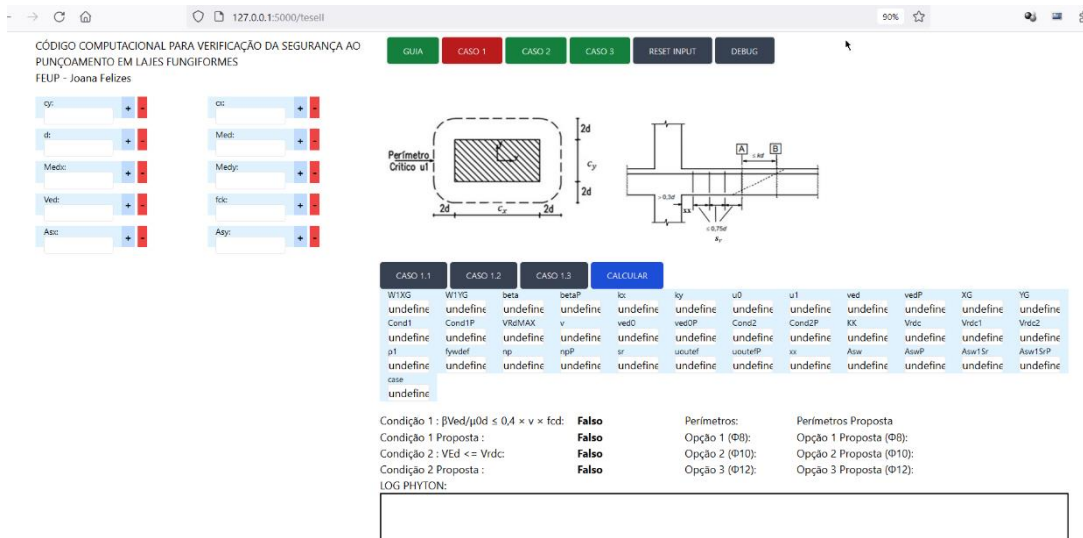 127.0.0.1:5000/tesell
90%
CÓDIGO COMPUTACIONAL PARA VERIFICAÇÃO DA SEGURANÇA AO
PUNÇOAMENTO EM LAJES FUNGIFORMES
FEUP - Joana Felizes
GUIA CASO 1 CASO 2 CASO 3 RESET INPUT DEBUG
cy: + - cx: + -
d: + - Med: + -
Medx: + - Medy: + -
Ved: + - fck: + -
Asx: + - Asy: + -
Perímetro
Crítico u1
2d
cy
2d
2d cx 2d
A B
≤ kd
>0,3d
xx
≤ 0,75d
sr
CASO 1.1 CASO 1.2 CASO 1.3 CALCULAR
W1XG W1YG beta betaP kx ky u0 u1 ved vedP XG YG
undefine undefine undefine undefine undefine undefine undefine undefine undefine undefine undefine undefine
Cond1 Cond1P VRdMAX v ved0 ved0P Cond2 Cond2P KK Vrdc Vrdc1 Vrdc2
undefine undefine undefine undefine undefine undefine undefine undefine undefine undefine undefine undefine
p1 fywdef np npP sr uoutef uoutefP xx Asw AswP Asw1Sr Asw1SrP
undefine undefine undefine undefine undefine undefine undefine undefine undefine undefine undefine undefine
case
undefine
Condição 1 : βVed/μ0d ≤ 0,4 × v × fcd: Falso Perímetros: Perímetros Proposta
Condição 1 Proposta : Falso Opção 1 (Φ8): Opção 1 Proposta (Φ8):
Condição 2 : VEd <= Vrdc: Falso Opção 2 (Φ10): Opção 2 Proposta (Φ10):
Condição 2 Proposta : Falso Opção 3 (Φ12): Opção 3 Proposta (Φ12):
LOG PHYTON: